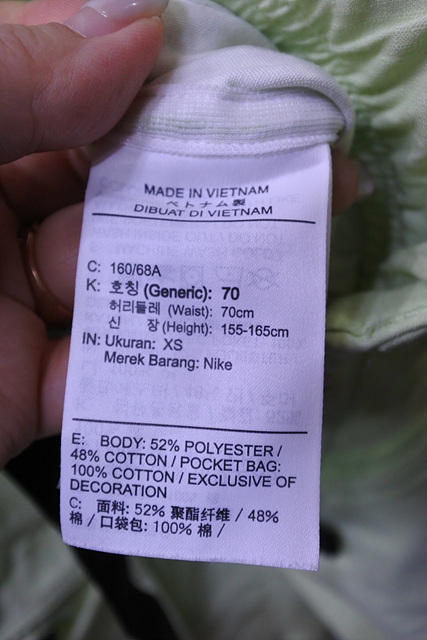 MADE IN VIETNAM
ベトナム製
DIBUAT DI VIETNAM
C: 160/68A
K: 호칭 (Generic): 70
허리둘레 (Waist): 70cm
신 장 (Height): 155-165cm
IN: Ukuran: XS
Merek Barang: Nike
E: BODY: 52% POLYESTER /
48% COTTON / POCKET BAG:
100% COTTON / EXCLUSIVE OF
DECORATION
C: 面料: 52% 聚酯纤维 / 48%
棉 / 口袋包: 100% 棉 /